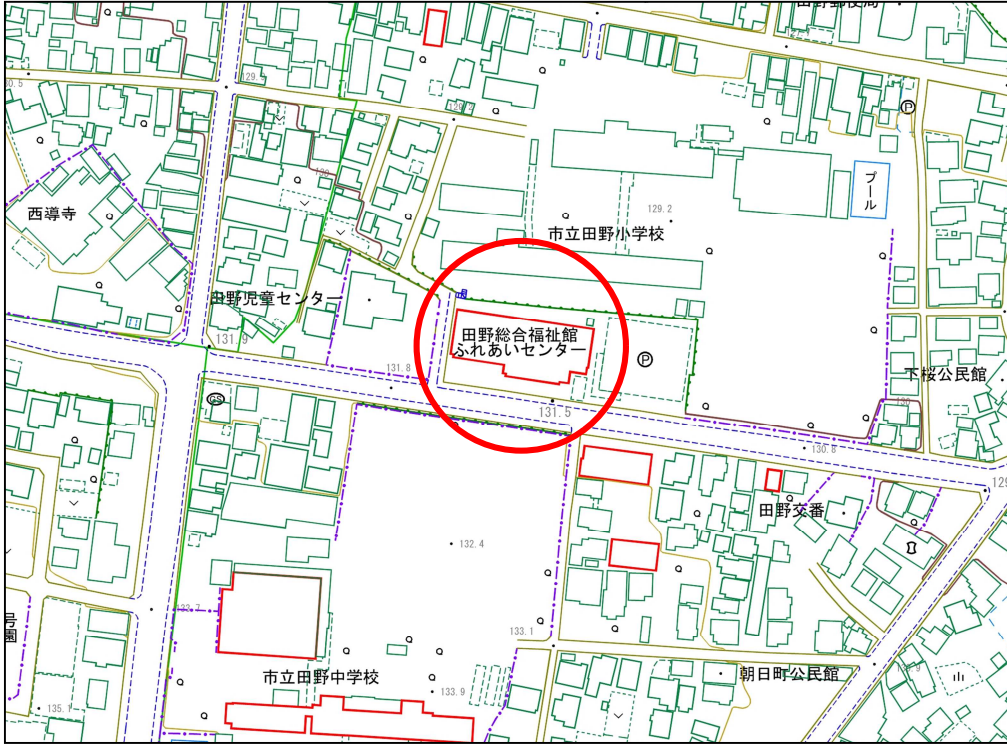 田野郵便局
129.2
プール
129.2
市立田野小学校
西導寺
田野児童センター
131.9
131.8
田野総合福祉館
ふれあいセンター
P
P
GS
131.5
下桜公民館
130
130.8
田野交番
132.4
133.1
市立田野中学校
133.9
朝日町公民館
135.1